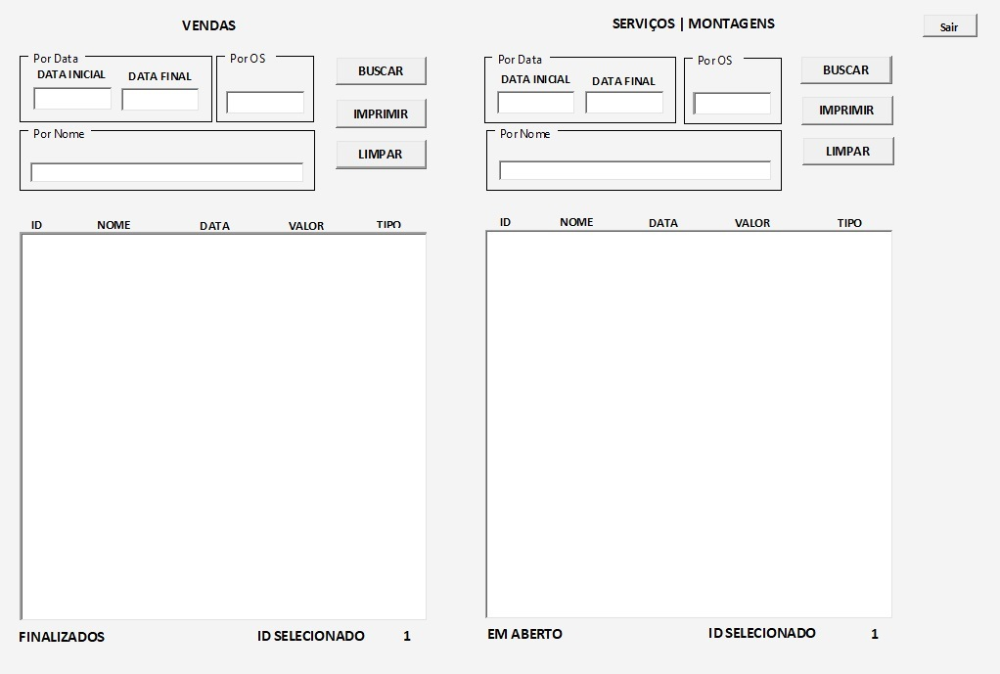 VENDAS
Por Data
DATA INICIAL
DATA FINAL
Por OS
BUSCAR
IMPRIMIR
LIMPAR
Por Nome
ID NOME DATA VALOR TIPO
FINALIZADOS
ID SELECIONADO 1
SERVIÇOS | MONTAGENS
Sair
Por Data
DATA INICIAL
DATA FINAL
Por OS
BUSCAR
IMPRIMIR
LIMPAR
Por Nome
ID NOME DATA VALOR TIPO
EM ABERTO
ID SELECIONADO 1